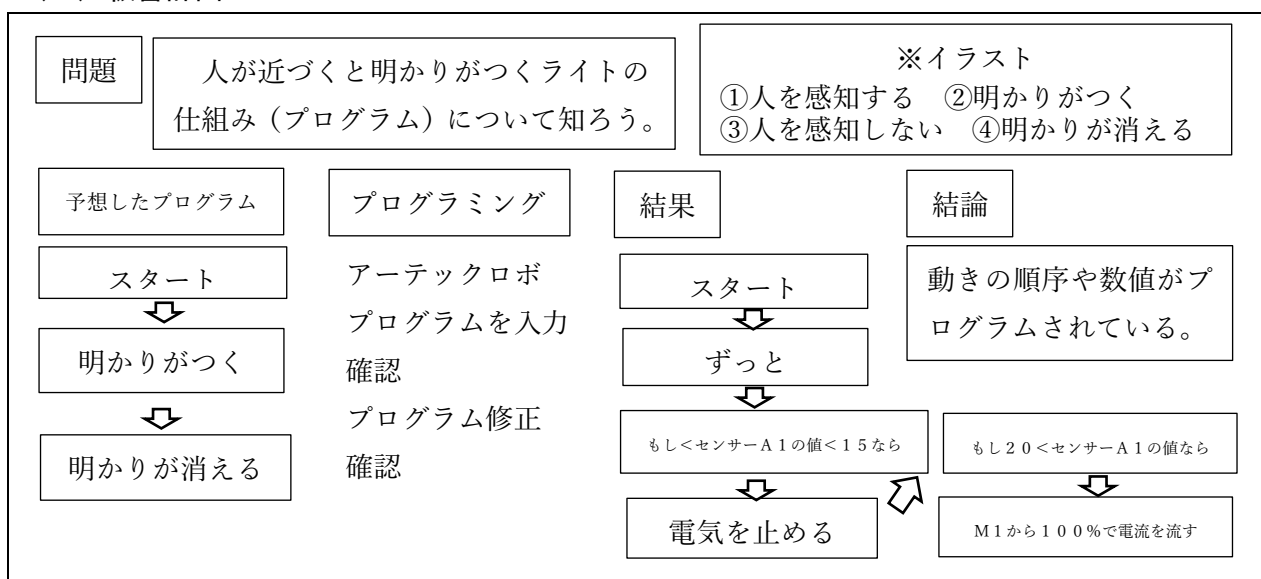 問題
人が近づくと明かりがつくライトの
仕組み（プログラム）について知ろう。
※イラスト
①人を感知する　②明かりがつく
③人を感知しない　④明かりが消える
予想したプログラム
スタート
明かりがつく
明かりが消える
プログラミング
アーテックロボ
プログラムを入力
確認
プログラム修正
確認
結果
スタート
ずっと
もし＜センサーＡ１の値＜１５なら
電気を止める
もし２０＜センサーＡ１の値なら
Ｍ１から１００％で電流を流す
結論
動きの順序や数値がプ
ログラムされている。